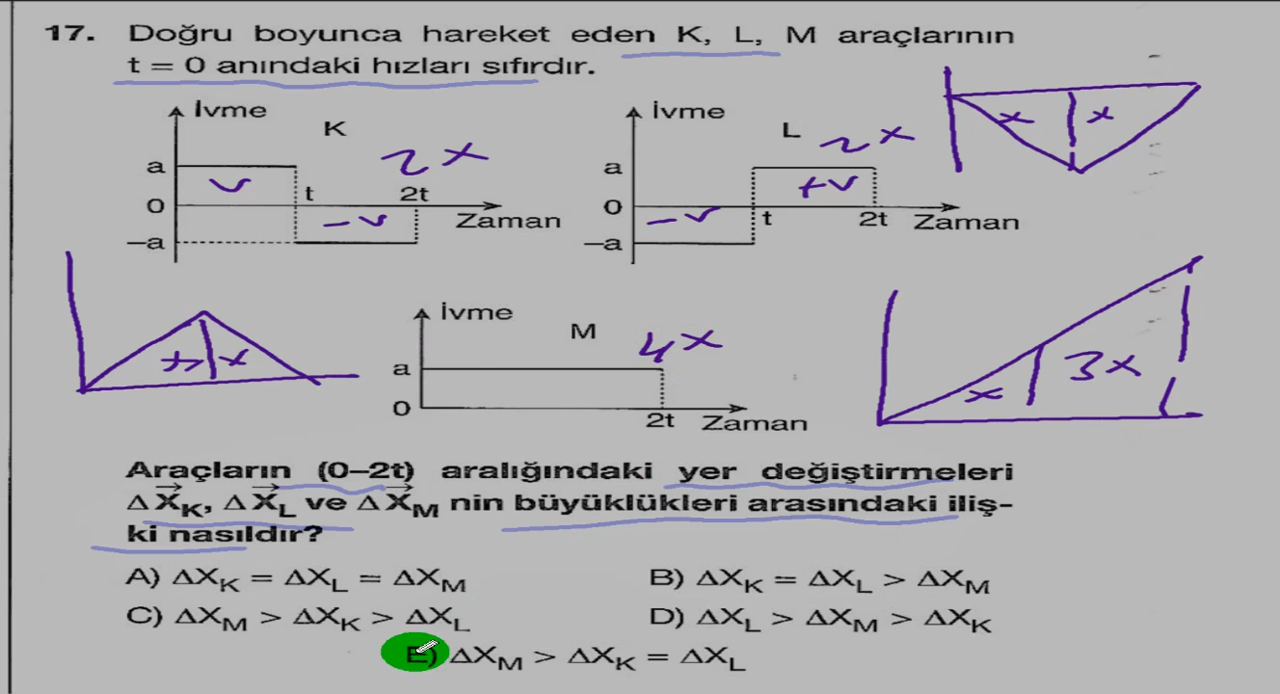 17. Doğru boyunca hareket eden K, L, M araçlarının
t = 0 anındaki hızları sıfırdır.
İvme
K
2x
a
v
t
2t
0
-v
Zaman
-a
İvme
L
2x
a
+v
0
-v
t
2t
Zaman
-a
x x
x x
İvme
M
4x
a
0
2t
Zaman
x 3x
Araçların (0–2t) aralığındaki yer değiştirmeleri
ΔX⃗K, ΔX⃗L ve ΔX⃗M nin büyüklükleri arasındaki iliş-
ki nasıldır?
A) ΔXK = ΔXL = ΔXM
B) ΔXK = ΔXL > ΔXM
C) ΔXM > ΔXK > ΔXL
D) ΔXL > ΔXM > ΔXK
E) ΔXM > ΔXK = ΔXL